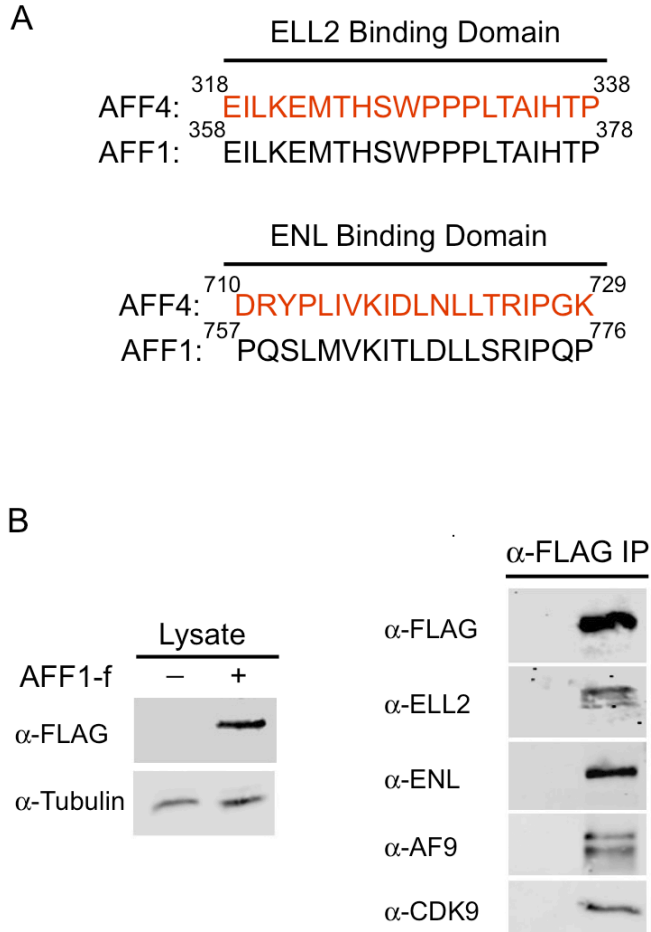 A
ELL2 Binding Domain
318 338
AFF4: EILKEMTHSWPPPLTAIHTP
358 378
AFF1: EILKEMTHSWPPPLTAIHTP
ENL Binding Domain
710 729
AFF4: DRYPLIVKIDLNLLTRIPGK
757 776
AFF1: PQSLMVKITLDLLSRIPQP
B
α-FLAG IP
Lysate
AFF1-f – +
α-FLAG
α-Tubulin
α-FLAG
α-ELL2
α-ENL
α-AF9
α-CDK9